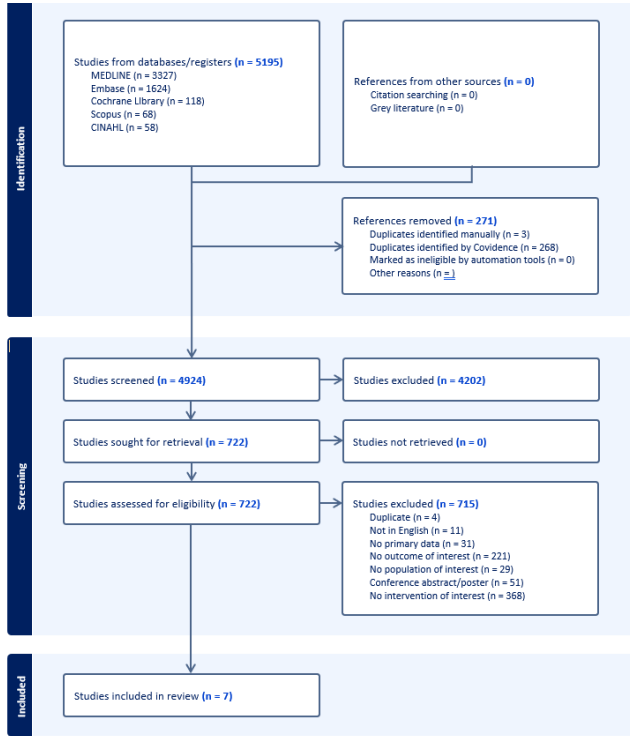 Identification
Studies from databases/registers (n = 5195)
MEDLINE (n = 3327)
Embase (n = 1624)
Cochrane LIbrary (n = 118)
Scopus (n = 68)
CINAHL (n = 58)
References from other sources (n = 0)
Citation searching (n = 0)
Grey literature (n = 0)
References removed (n = 271)
Duplicates identified manually (n = 3)
Duplicates identified by Covidence (n = 268)
Marked as ineligible by automation tools (n = 0)
Other reasons (n = )
Screening
Studies screened (n = 4924)
Studies excluded (n = 4202)
Studies sought for retrieval (n = 722)
Studies not retrieved (n = 0)
Studies assessed for eligibility (n = 722)
Studies excluded (n = 715)
Duplicate (n = 4)
Not in English (n = 11)
No primary data (n = 31)
No outcome of interest (n = 221)
No population of interest (n = 29)
Conference abstract/poster (n = 51)
No intervention of interest (n = 368)
Included
Studies included in review (n = 7)